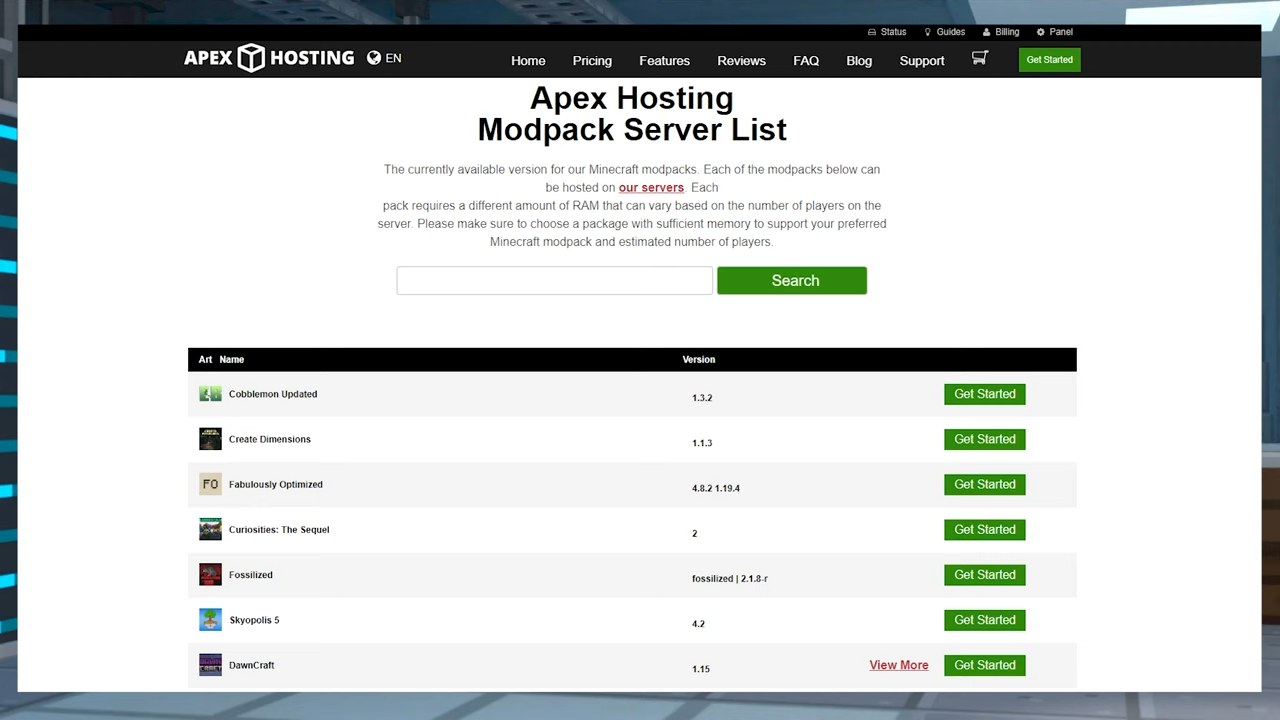 Status Guides Billing Panel
APEX HOSTING EN Home Pricing Features Reviews FAQ Blog Support Get Started
Apex Hosting
Modpack Server List
The currently available version for our Minecraft modpacks. Each of the modpacks below can
be hosted on our servers. Each
pack requires a different amount of RAM that can vary based on the number of players on the
server. Please make sure to choose a package with sufficient memory to support your preferred
Minecraft modpack and estimated number of players.
Search
Art Name Version
Cobblemon Updated 1.3.2 Get Started
Create Dimensions 1.1.3 Get Started
FO Fabulously Optimized 4.8.2 1.19.4 Get Started
Curiosities: The Sequel 2 Get Started
Fossilized fossilized | 2.1.8-r Get Started
Skyopolis 5 4.2 Get Started
DawnCraft 1.15 View More Get Started